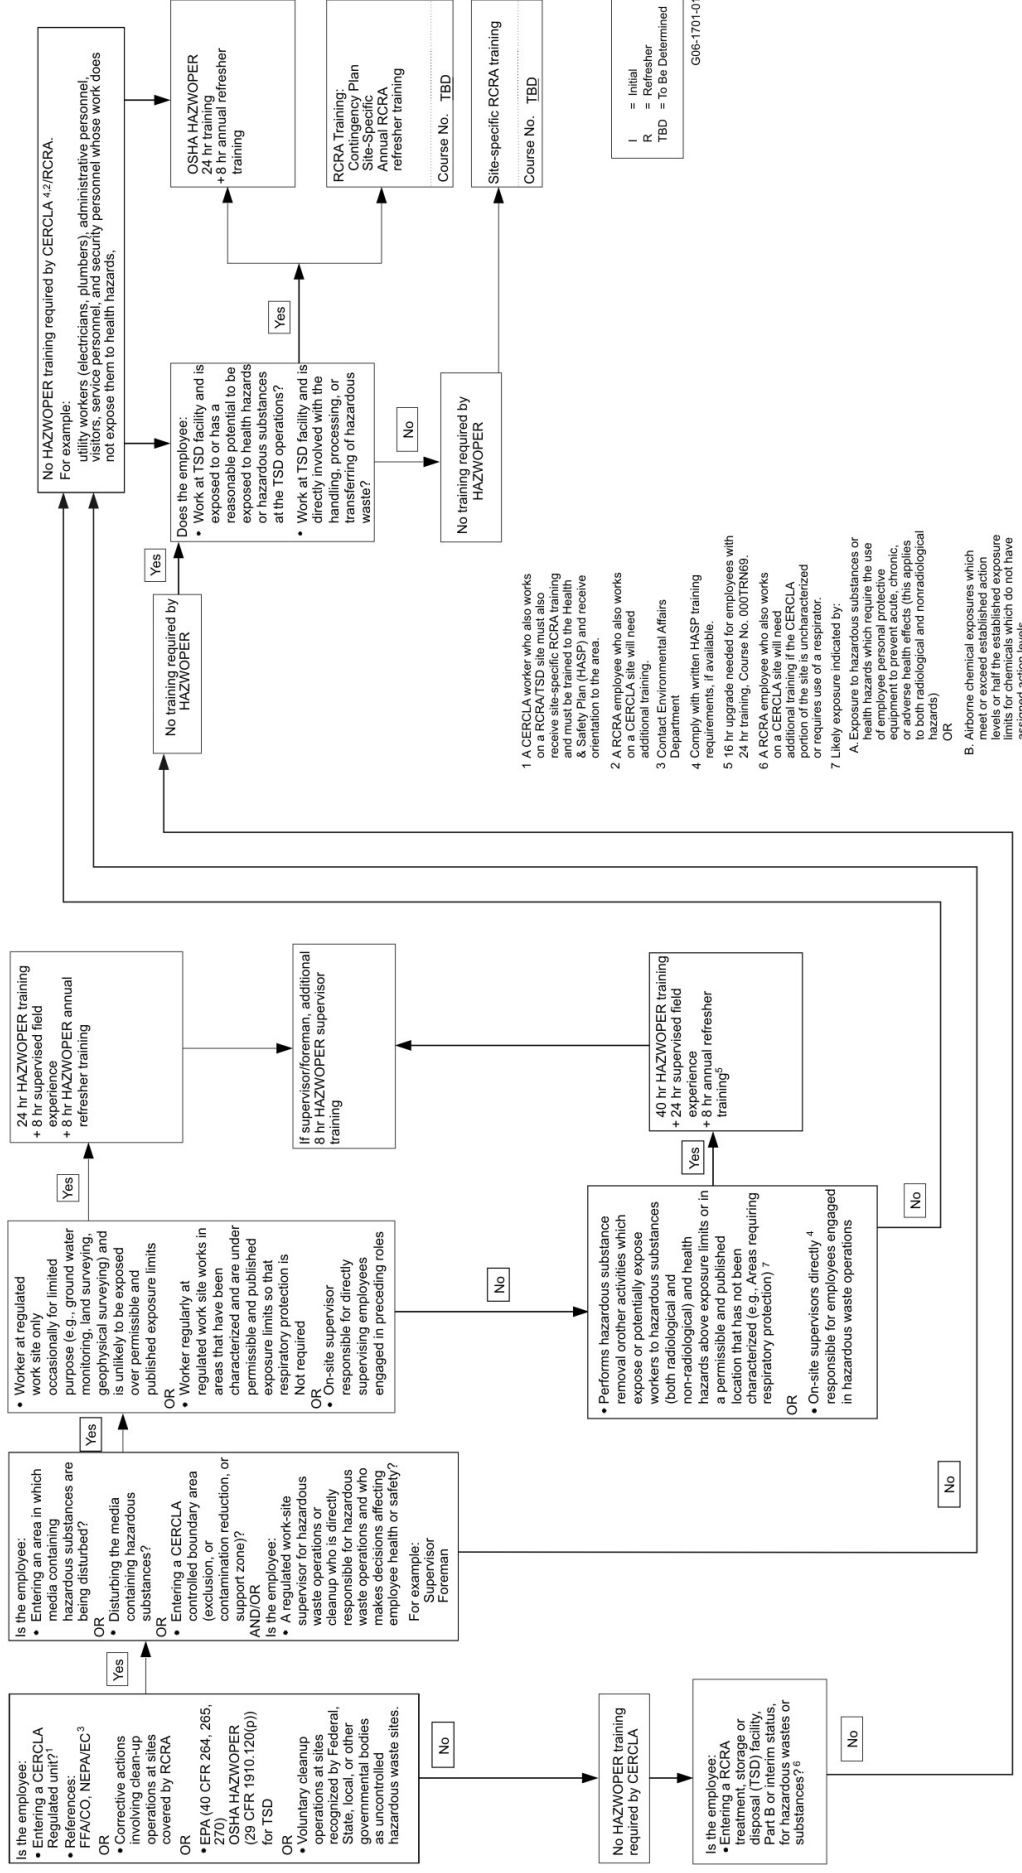 Is the employee:
• Entering a CERCLA
Regulated unit?1
• References:
FFA/CO, NEPA/EC3
OR
• Corrective actions
involving clean-up
operations at sites
covered by RCRA
OR
• EPA (40 CFR 264, 265,
270)
OSHA HAZWOPER
(29 CFR 1910.120(p))
for TSD
OR
• Voluntary cleanup
operations at sites
recognized by Federal,
State, local, or other
governmental bodies
as uncontrolled
hazardous waste sites.
Yes
No
Is the employee:
• Entering an area in which
media containing
hazardous substances are
being disturbed?
OR
• Disturbing the media
containing hazardous
substances?
OR
• Entering a CERCLA
controlled boundary area
(exclusion, or
contamination reduction, or
support zone)?
AND/OR
Is the employee:
• A regulated work-site
supervisor for hazardous
waste operations or
cleanup who is directly
responsible for hazardous
waste operations and who
makes decisions affecting
employee health or safety?
For example:
Supervisor
Foreman
Yes
No
• Worker at regulated
work site only
occasionally for limited
purpose (e.g., ground water
monitoring, land surveying,
geophysical surveying) and
is unlikely to be exposed
over permissible and
published exposure limits
OR
• Worker regularly at
regulated work site works in
areas that have been
characterized and are under
permissible and published
exposure limits so that
respiratory protection is
Not required
OR
• On-site supervisor
responsible for directly
supervising employees
engaged in preceding roles
Yes
No
24 hr HAZWOPER training
+ 8 hr supervised field
experience
+ 8 hr HAZWOPER annual
refresher training
If supervisor/foreman, additional
8 hr HAZWOPER supervisor
training
• Performs hazardous substance
removal orother activities which
expose or potentially expose
workers to hazardous substances
(both radiological and
non-radiological) and health
hazards above exposure limits or in
a permissible and published
location that has not been
characterized (e.g., Areas requiring
respiratory protection) 7
OR
• On-site supervisors directly 4
responsible for employees engaged
in hazardous waste operations
Yes
No
40 hr HAZWOPER training
+ 24 hr supervised field
experience
+ 8 hr annual refresher
training5
No HAZWOPER training
required by CERCLA
Is the employee:
• Entering a RCRA
treatment, storage or
disposal (TSD) facility,
Part B or interim status,
for hazardous wastes or
substances?6
No
No training required by
HAZWOPER
Yes
No HAZWOPER training required by CERCLA 4,2/RCRA.
For example:
utility workers (electricians, plumbers), administrative personnel,
visitors, service personnel, and security personnel whose work does
not expose them to health hazards,
Does the employee:
• Work at TSD facility and is
exposed to or has a
reasonable potential to be
exposed to health hazards
or hazardous substances
at the TSD operations?
• Work at TSD facility and is
directly involved with the
handling, processing, or
transferring of hazardous
waste?
Yes
No
No training required by
HAZWOPER
OSHA HAZWOPER
24 hr training
+ 8 hr annual refresher
training
RCRA Training:
Contingency Plan
Site-Specific
Annual RCRA
refresher training
Course No. TBD
Site-specific RCRA training
Course No. TBD
1 A CERCLA worker who also works
on a RCRA/TSD site must also
receive site-specific RCRA training
and must be trained to the Health
& Safety Plan (HASP) and receive
orientation to the area.
2 A RCRA employee who also works
on a CERCLA site will need
additional training.
3 Contact Environmental Affairs
Department
4 Comply with written HASP training
requirements, if available.
5 16 hr upgrade needed for employees with
24 hr training, Course No. 000TRN69.
6 A RCRA employee who also works
on a CERCLA site will need
additional training if the CERCLA
portion of the site is uncharacterized
or requires use of a respirator.
7 Likely exposure indicated by:
A. Exposure to hazardous substances or
health hazards which require the use
of employee personal protective
equipment to prevent acute, chronic,
or adverse health effects (this applies
to both radiological and nonradiological
hazards)
OR
B. Airborne chemical exposures which
meet or exceed established action
levels or half the established exposure
limits for chemicals which do not have
assigned action levels
I = Initial
R = Refresher
TBD = To Be Determined
G06-1701-01